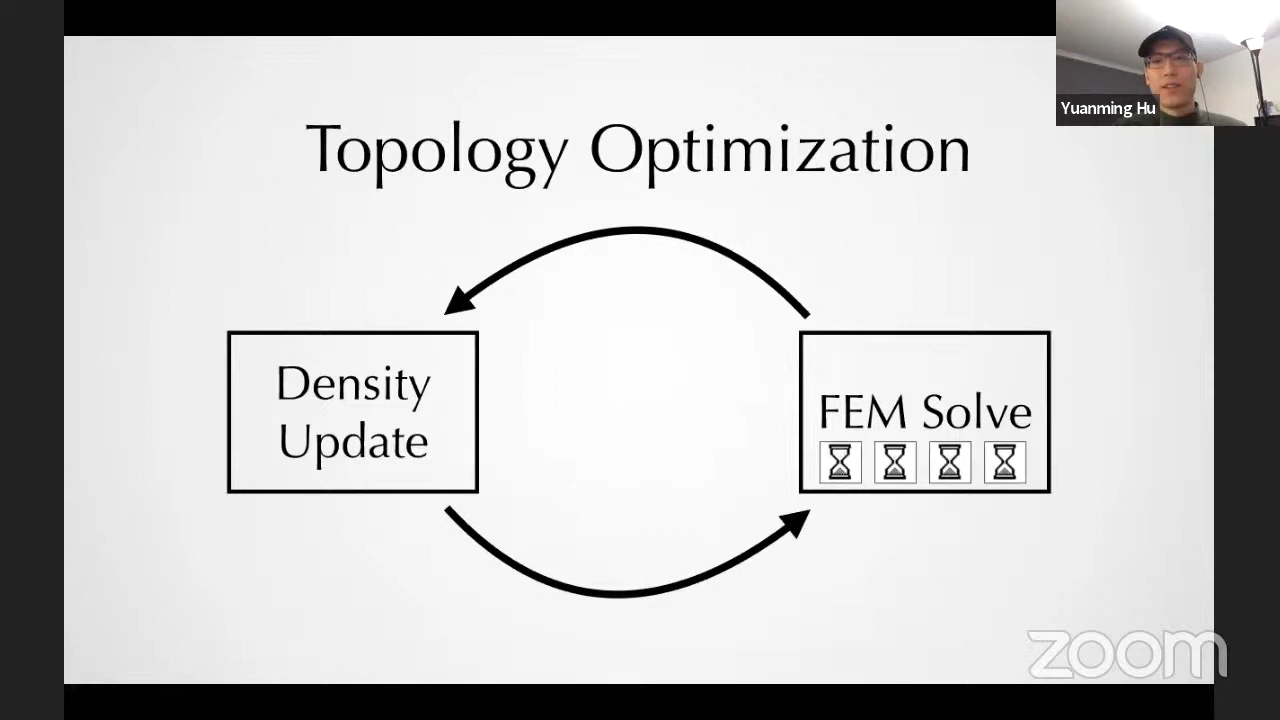 Yuanming Hu
Topology Optimization
Density
Update
FEM Solve
zoom